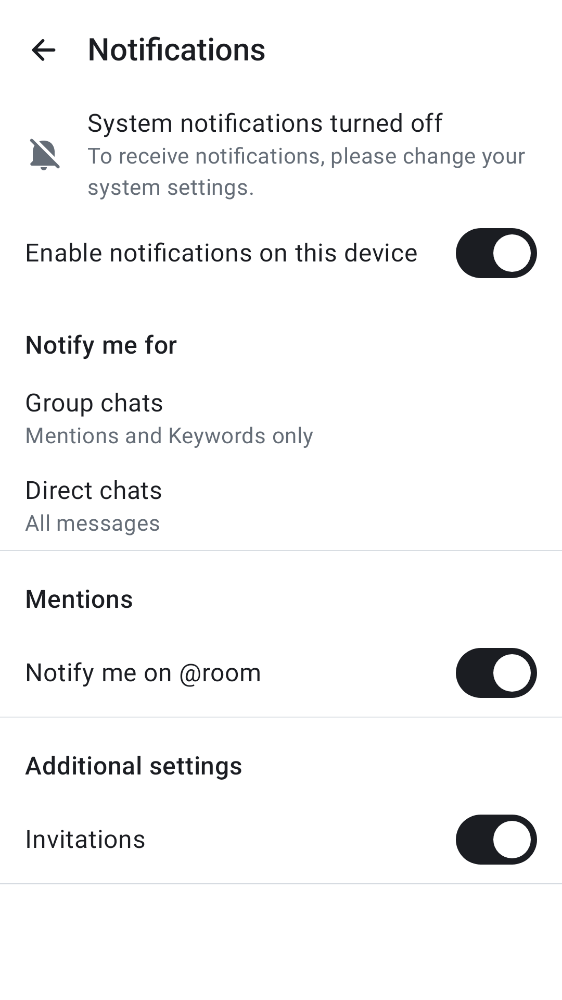 Notifications
System notifications turned off
To receive notifications, please change your
system settings.
Enable notifications on this device
Notify me for
Group chats
Mentions and Keywords only
Direct chats
All messages
Mentions
Notify me on @room
Additional settings
Invitations